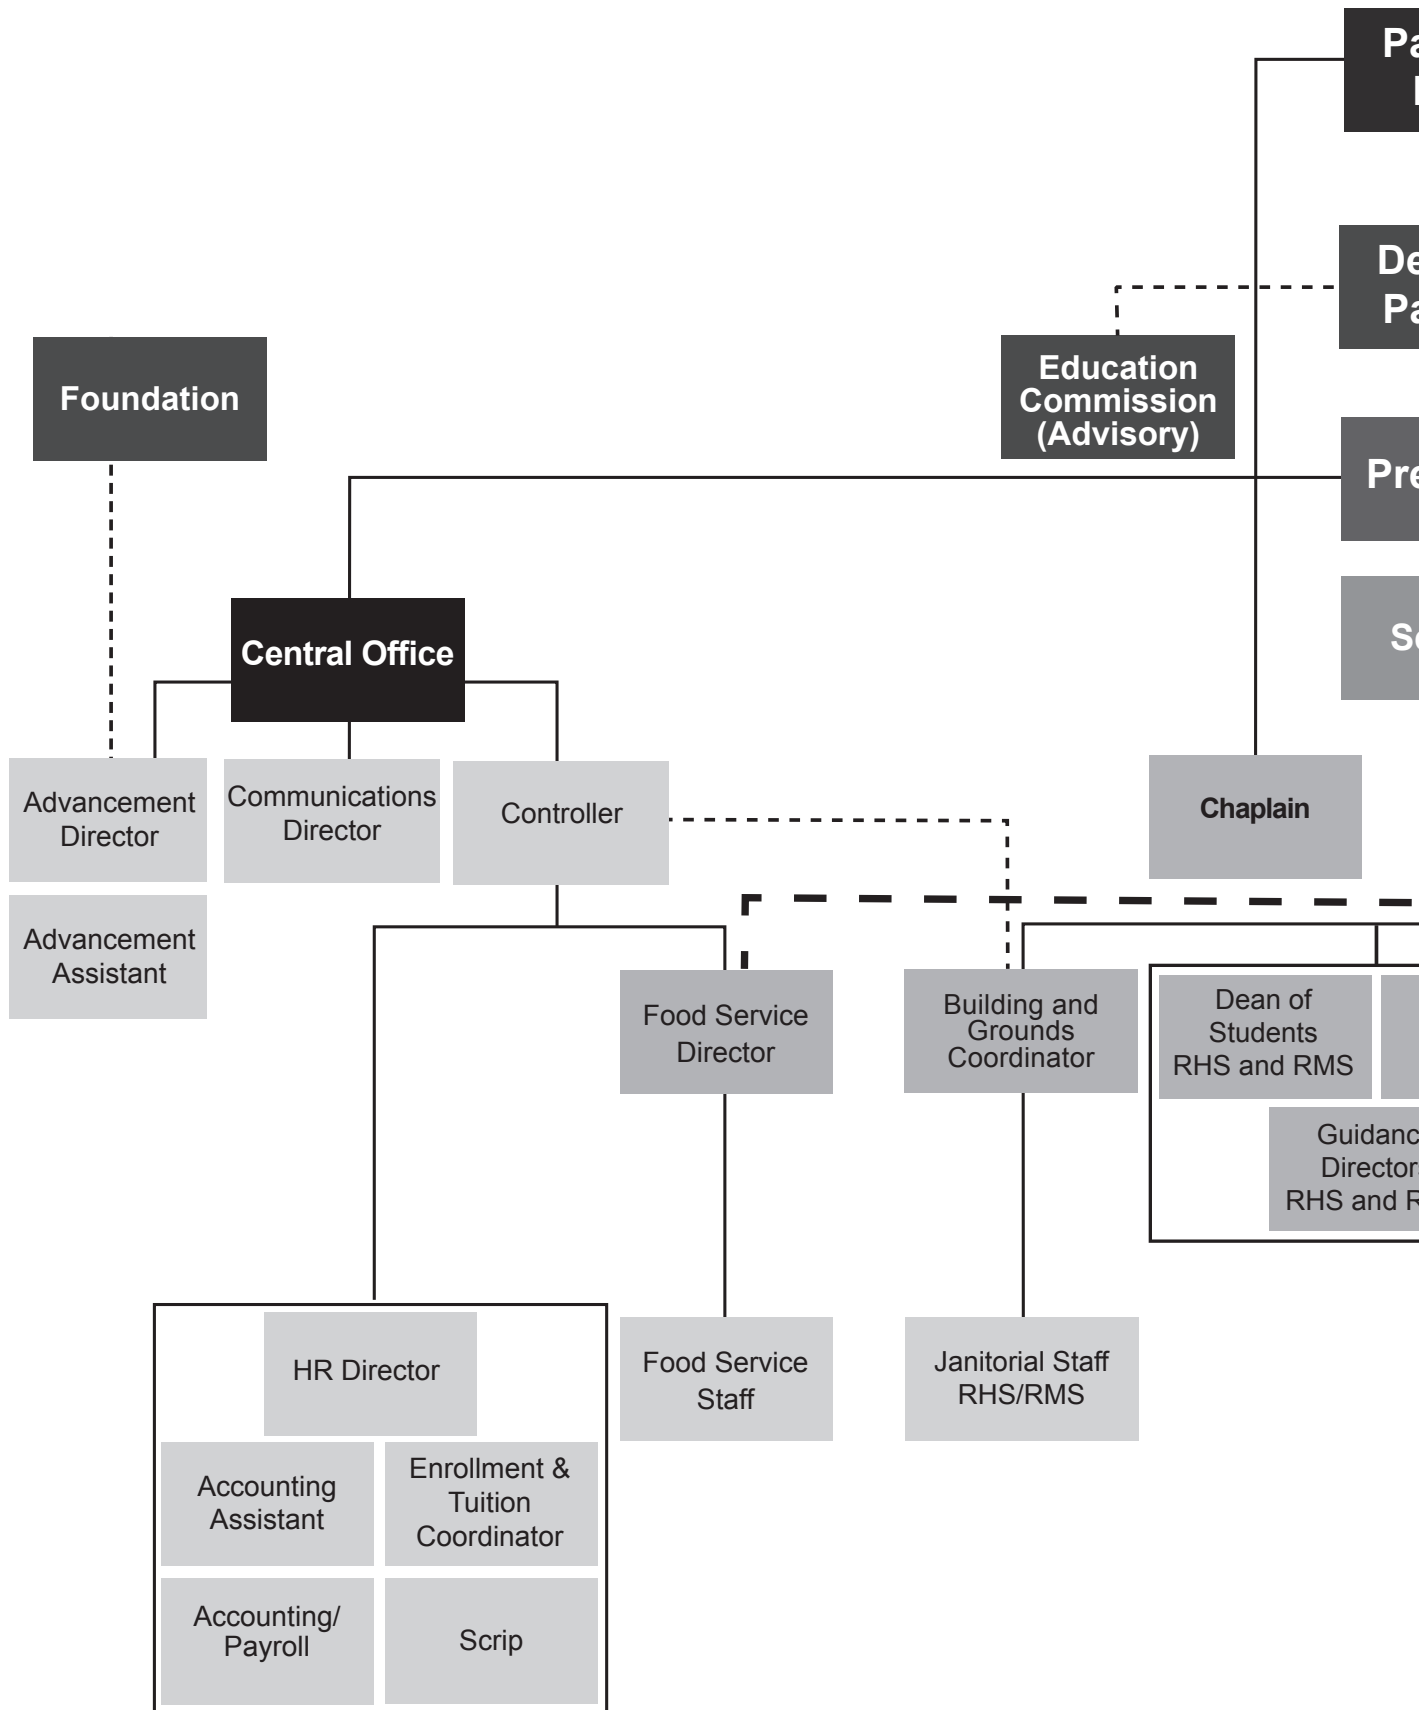 Foundation
Education
Commission
(Advisory)
Central Office
Advancement
Director
Communications
Director
Controller
Chaplain
Advancement
Assistant
Food Service
Director
Building and
Grounds
Coordinator
Dean of
Students
RHS and RMS
RHS and
HR Director
Food Service
Staff
Janitorial Staff
RHS/RMS
Accounting
Assistant
Enrollment &
Tuition
Coordinator
Accounting/
Payroll
Scrip